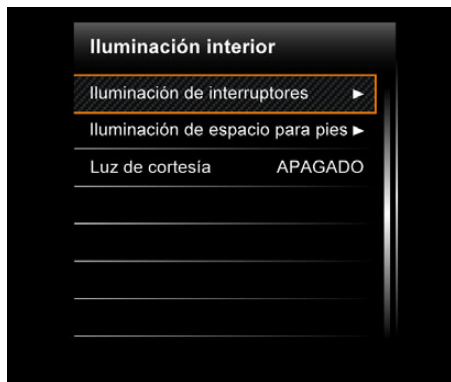 Iluminación interior
Iluminación de interruptores ►
Iluminación de espacio para pies ►
Luz de cortesía APAGADO